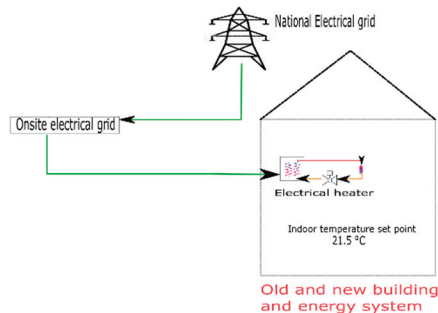 National Electrical grid
Onsite electrical grid
Electrical heater
Indoor temperature set point
21.5 °C
Old and new building
and energy system